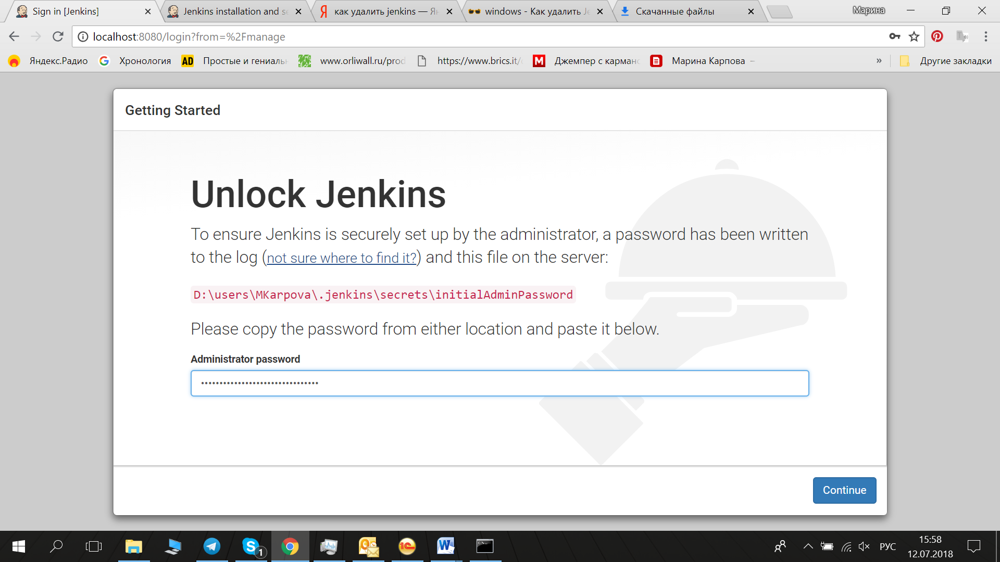 Sign in [Jenkins]
Jenkins installation and se
как удалить jenkins — Ян
windows - Как удалить Je
Скачанные файлы
Марина
localhost:8080/login?from=%2Fmanage
Яндекс.Радио
Хронология
AD
Простые и гениальн
www.orliwall.ru/prod
https://www.brics.it/
M
Джемпер с карманс
Марина Карпова –
»
Другие закладки
Getting Started
Unlock Jenkins
To ensure Jenkins is securely set up by the administrator, a password has been written
to the log (not sure where to find it?) and this file on the server:
D:\users\MKarpova\.jenkins\secrets\initialAdminPassword
Please copy the password from either location and paste it below.
Administrator password
Continue
1
РУС
15:58
12.07.2018